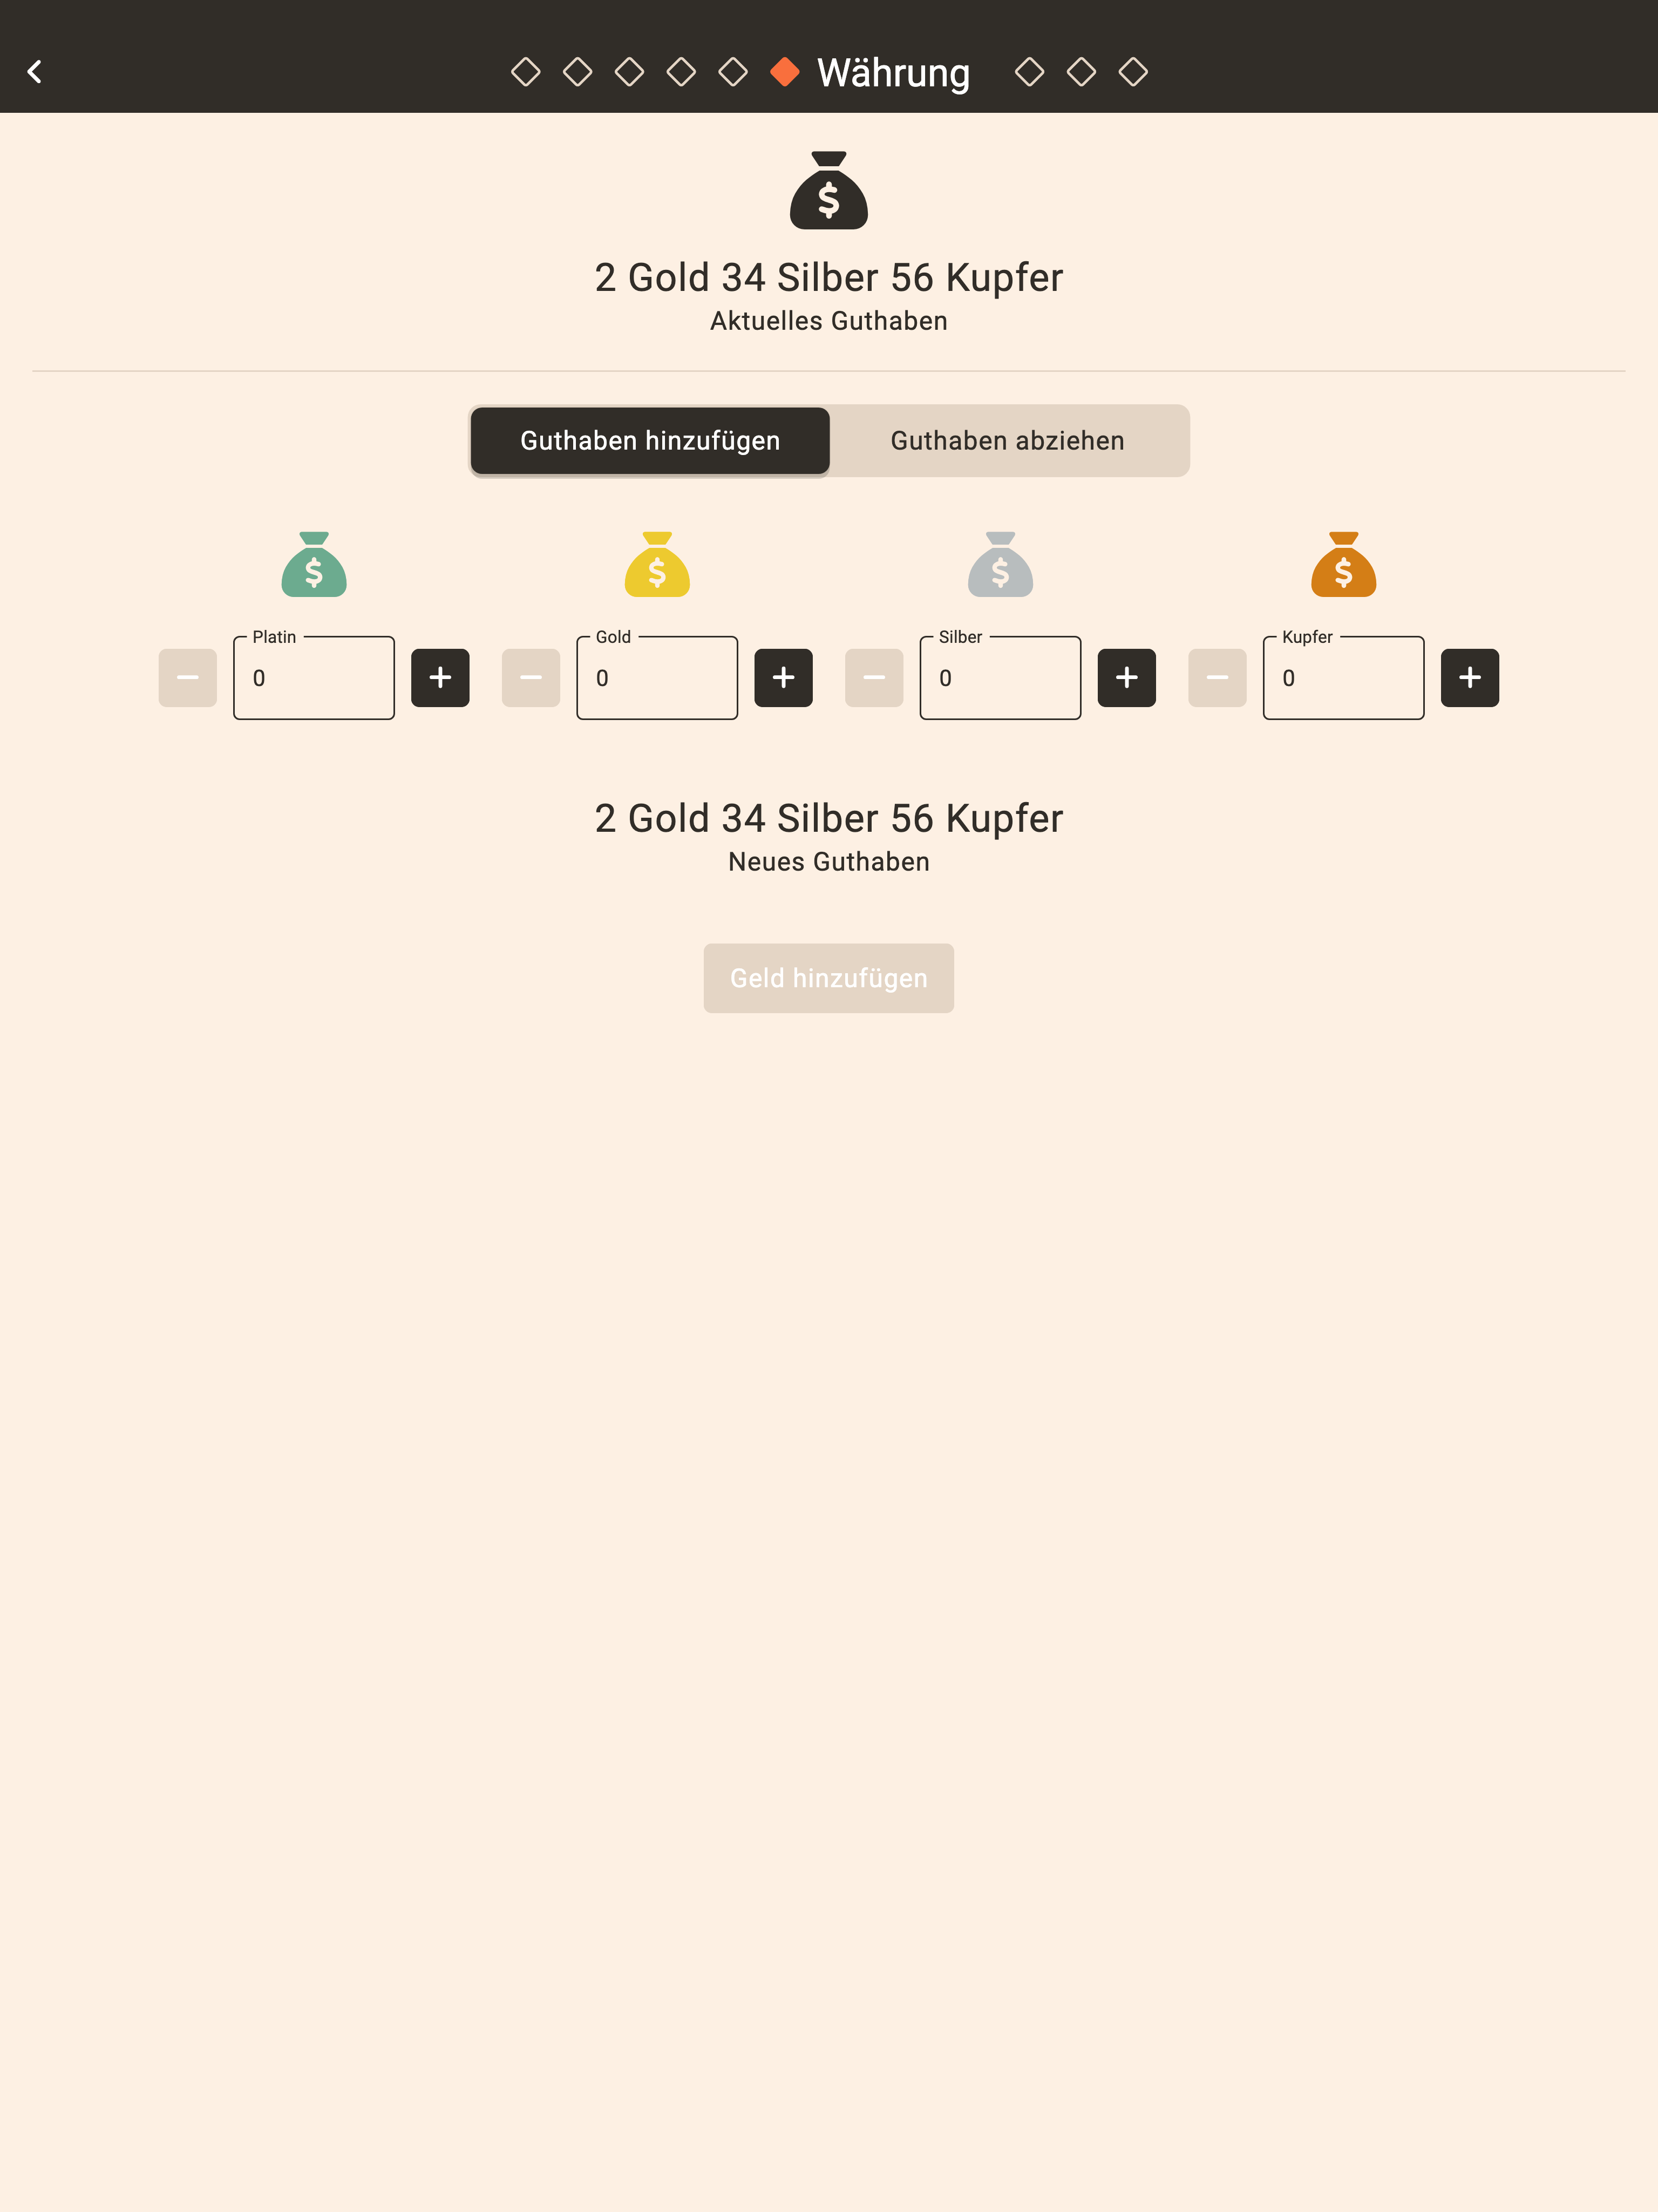 Währung
2 Gold 34 Silber 56 Kupfer
Aktuelles Guthaben
Guthaben hinzufügen Guthaben abziehen
Platin Gold Silber Kupfer
0 0 0 0
2 Gold 34 Silber 56 Kupfer
Neues Guthaben
Geld hinzufügen